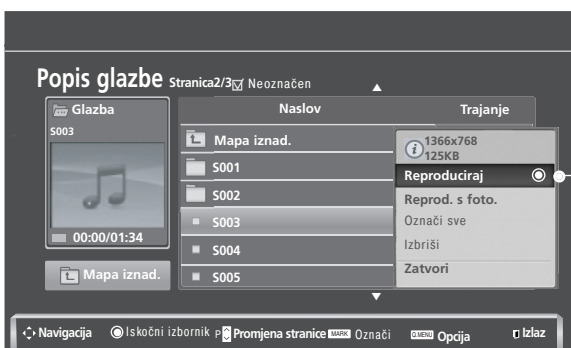 Popis glazbe Stranica2/3 Neoznačen
Glazba
S003
00:00/01:34
Mapa iznad.
Naslov Trajanje
Mapa iznad.
S001
S002
S003
S004
S005
1366x768
125KB
Reproduciraj
Reprod. s foto.
Označi sve
Izbriši
Zatvori
Navigacija Iskočni izbornik P Promjena stranice MARK Označi Q.MENU Opcija Izlaz